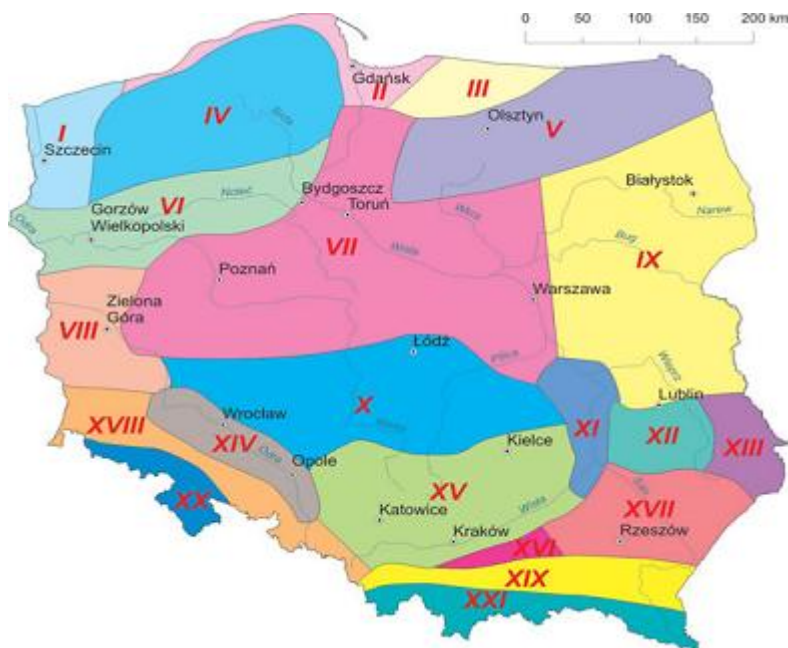 0 50 100 150 200 km
Gdańsk
II
III
I
IV
Brda
Olsztyn
V
Szczecin
Białystok
Bydgoszcz
Toruń
Odra
Noteć
VI
Gorzów
Wielkopolski
Wkra
Narew
Wisła
Bug
VII
IX
Poznań
Warszawa
Zielona
Góra
VIII
Łódź
Pilica
Wieprz
Lublin
X
XVIII
Wrocław
XIV
Odra
Opole
Kielce
XI
XII
XIII
XX
XV
Wisła
San
XVII
Katowice
Kraków
Rzeszów
XVI
XIX
XXI